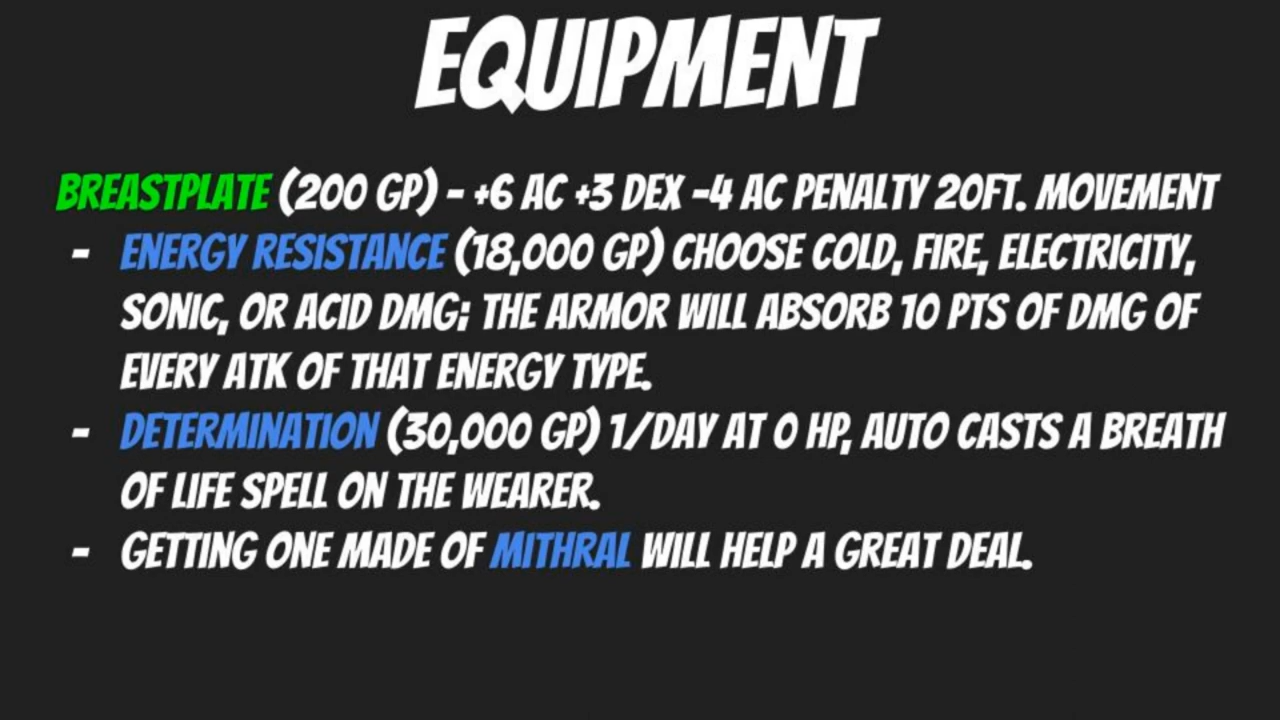 EQUIPMENT
BREASTPLATE (200 GP) - +6 AC +3 DEX -4 AC PENALTY 20FT. MOVEMENT
- ENERGY RESISTANCE (18,000 GP) CHOOSE COLD, FIRE, ELECTRICITY,
SONIC, OR ACID DMG; THE ARMOR WILL ABSORB 10 PTS OF DMG OF
EVERY ATK OF THAT ENERGY TYPE.
- DETERMINATION (30,000 GP) 1/DAY AT 0 HP, AUTO CASTS A BREATH
OF LIFE SPELL ON THE WEARER.
- GETTING ONE MADE OF MITHRAL WILL HELP A GREAT DEAL.